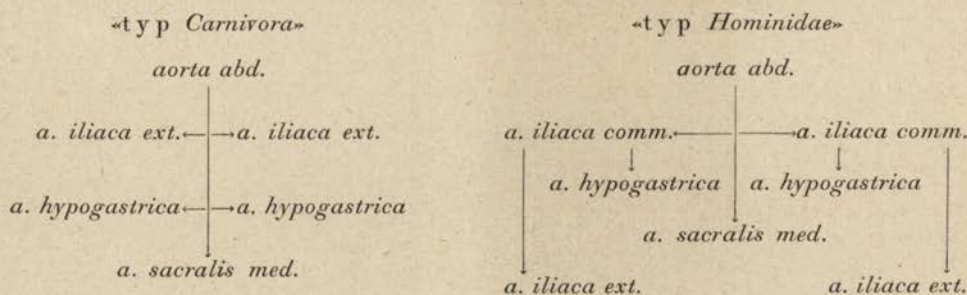 «typ Carnivora»
aorta abd.
a. iliaca ext. a. iliaca ext.
a. hypogastrica a. hypogastrica
a. sacralis med.
«typ Hominidae»
aorta abd.
a. iliaca comm. a. iliaca comm.
a. hypogastrica a. hypogastrica
a. sacralis med.
a. iliaca ext. a. iliaca ext.